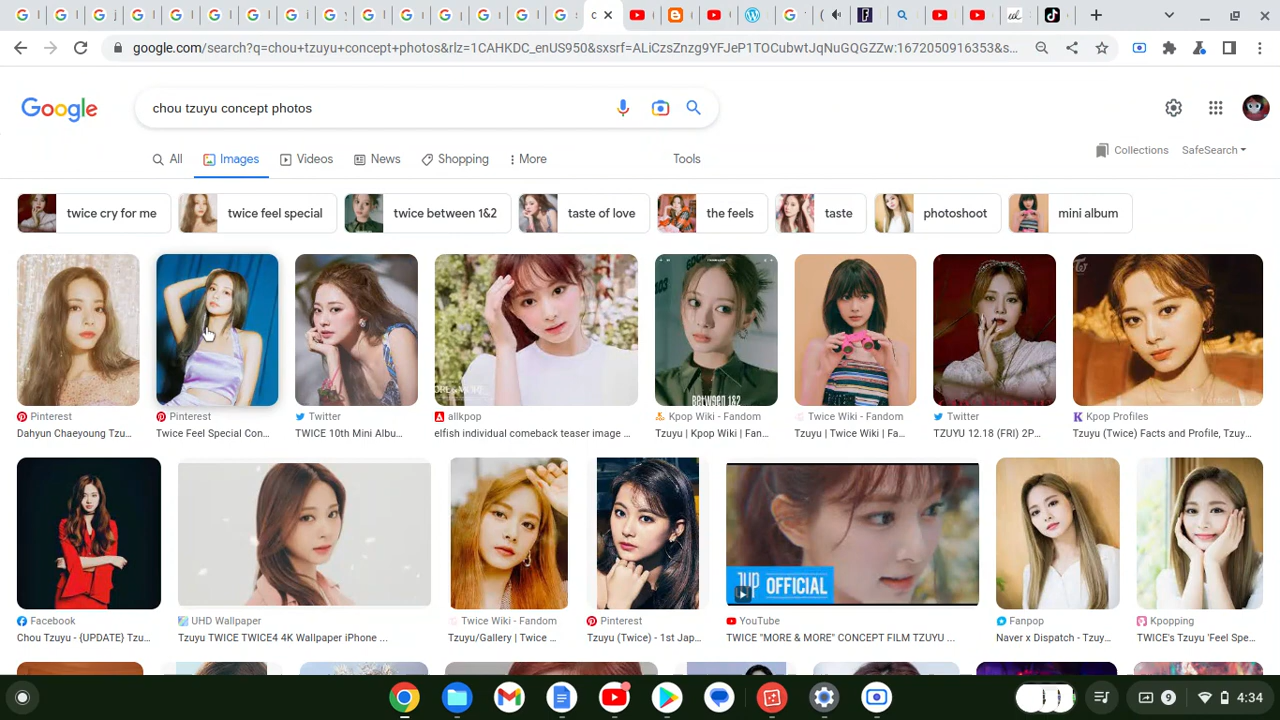 google.com/search?q=chou+tzuyu+concept+photos&rlz=1CAHKDC_enUS950&sxsrf=ALiCzsZnzg9YFJeP1TOCubwtJqNuGQGZZw:1672050916353&s...
Google
chou tzuyu concept photos
All
Images
Videos
News
Shopping
More
Tools
Collections
SafeSearch
twice cry for me
twice feel special
twice between 1&2
taste of love
the feels
taste
photoshoot
mini album
BETWEEN 1&2
Pinterest
Dahyun Chaeyoung Tzu...
Pinterest
Twice Feel Special Con...
Twitter
TWICE 10th Mini Albu...
allkpop
elfish individual comeback teaser image ...
Kpop Wiki - Fandom
Tzuyu | Kpop Wiki | Fan...
Twice Wiki - Fandom
Tzuyu | Twice Wiki | Fa...
Twitter
TZUYU 12.18 (FRI) 2P...
Kpop Profiles
Tzuyu (Twice) Facts and Profile, Tzuy...
JYP OFFICIAL
Facebook
Chou Tzuyu - (UPDATE) Tzu...
UHD Wallpaper
Tzuyu TWICE TWICE4 4K Wallpaper iPhone ...
Twice Wiki - Fandom
Tzuyu/Gallery | Twice ...
Pinterest
Tzuyu (Twice) - 1st Jap...
YouTube
TWICE "MORE & MORE" CONCEPT FILM TZUYU ...
Fanpop
Naver x Dispatch - Tzuy...
Kpopping
TWICE's Tzuyu 'Feel Spe...
9
4:34